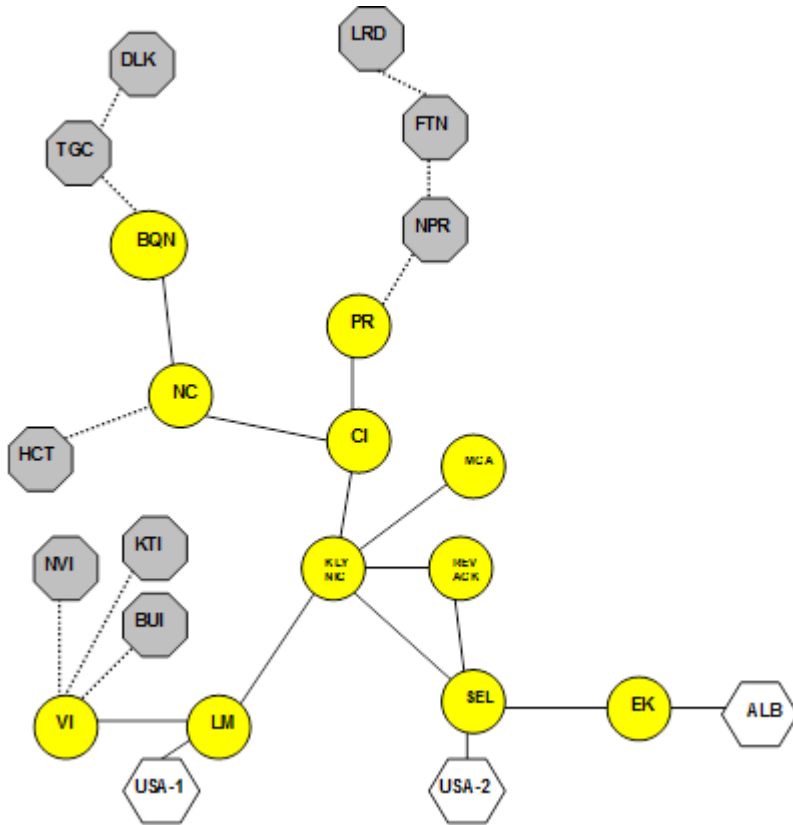 LRD
DLK
FTN
TGC
NPR
BQN
PR
NC
CI
HCT
MCA
KTI
NVI
KLY
NIC
REV
ACK
BUI
SEL
EK
ALB
VI
LM
USA-1
USA-2